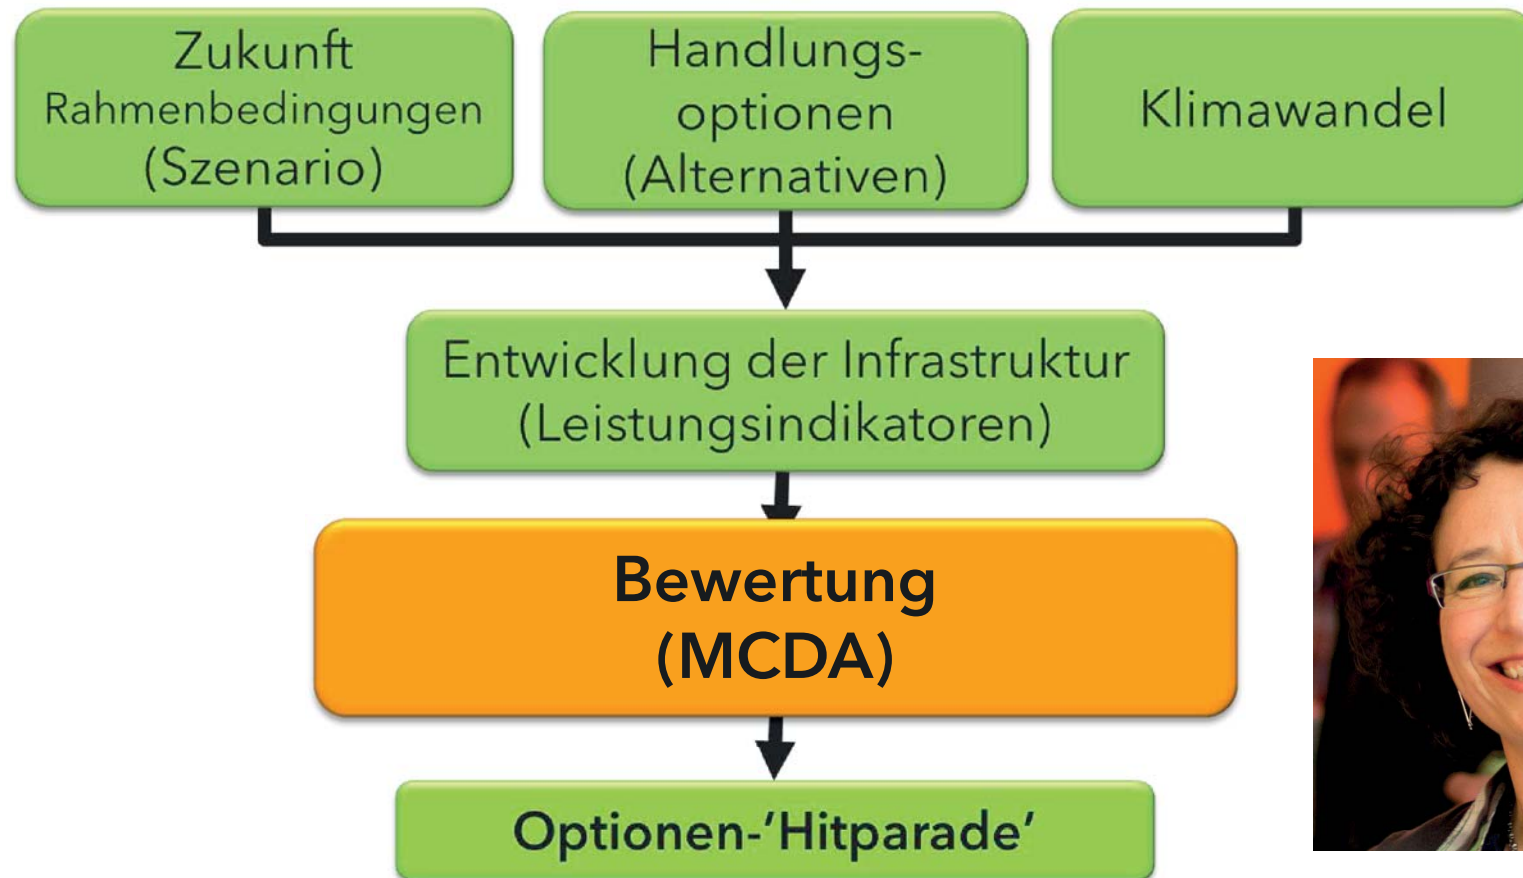 Zukunft
Rahmenbedingungen
(Szenario)
Handlungs-
optionen
(Alternativen)
Klimawandel
Entwicklung der Infrastruktur
(Leistungsindikatoren)
Bewertung
(MCDA)
Optionen-’Hitparade’